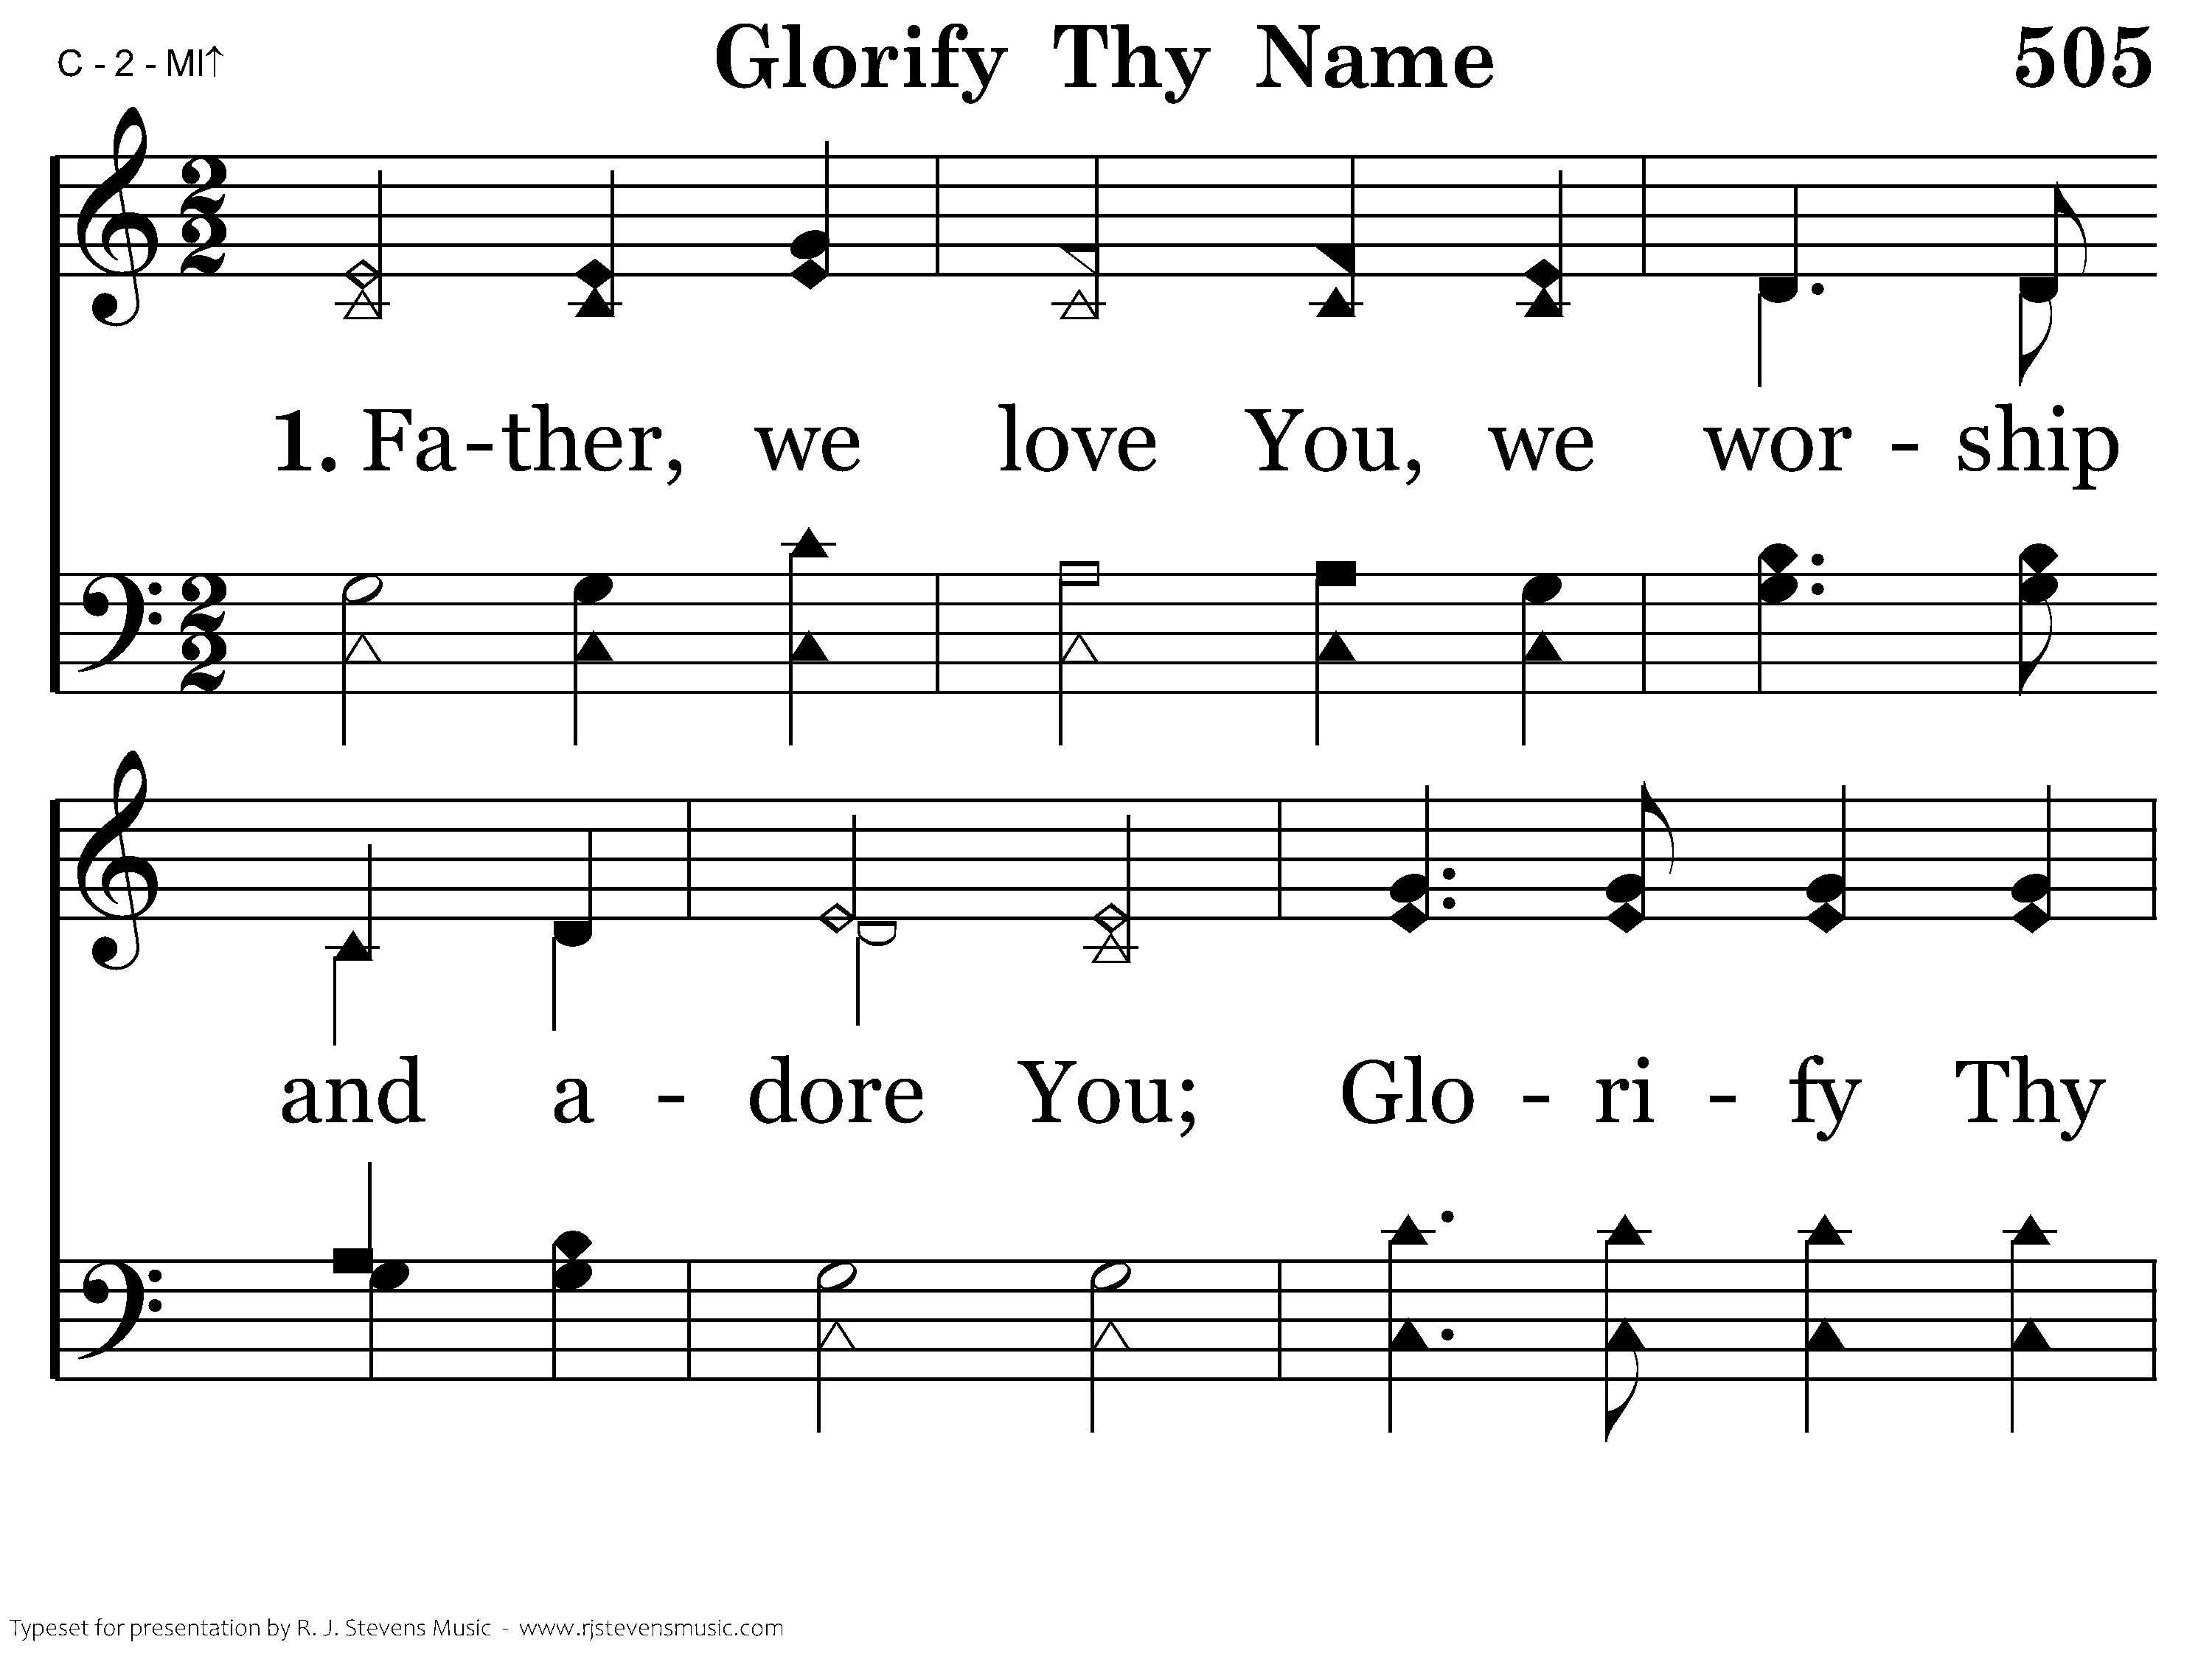 C - 2 - MI↑
Glorify Thy Name
505
1. Fa-ther, we love You, we wor - ship
and a - dore You; Glo - ri - fy Thy
Typeset for presentation by R. J. Stevens Music - www.rjstevensmusic.com